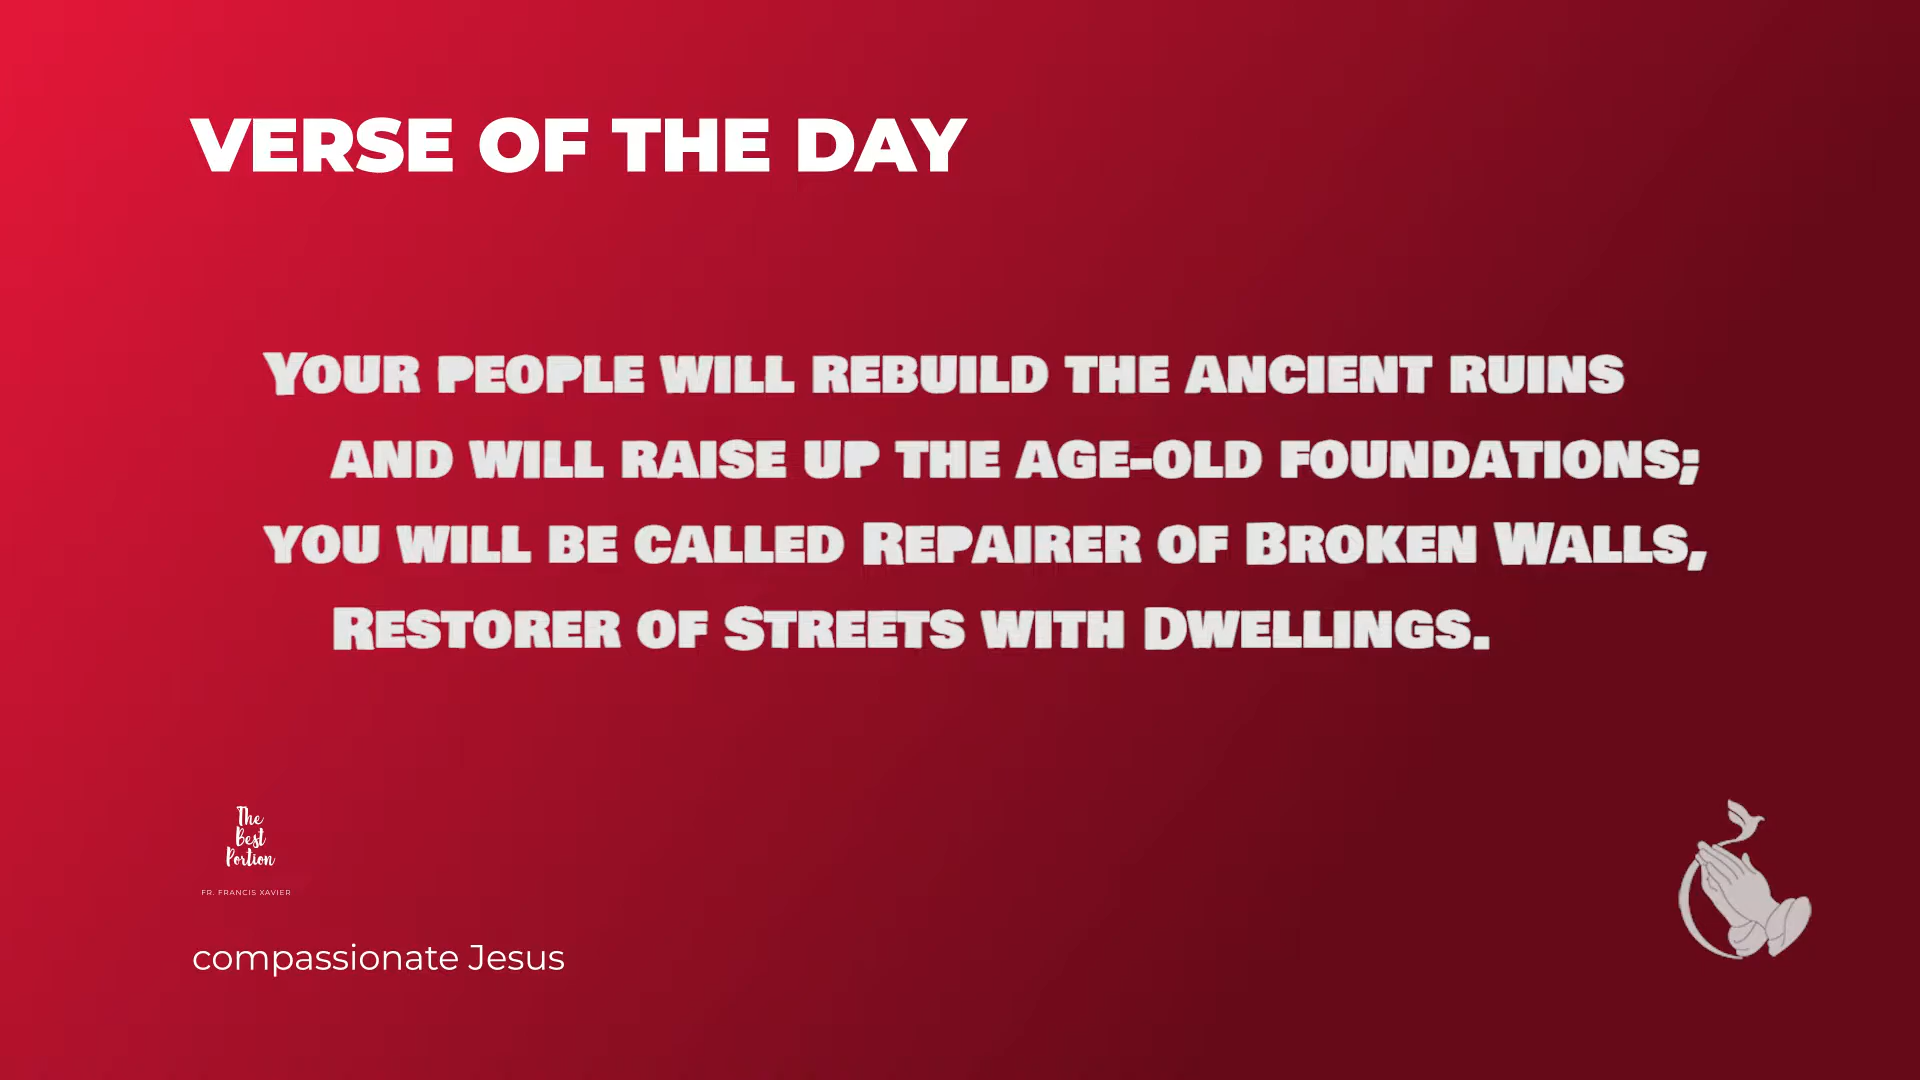 VERSE OF THE DAY
Your people will rebuild the ancient ruins
and will raise up the age-old foundations;
you will be called Repairer of Broken Walls,
Restorer of Streets with Dwellings.
The
Best
Portion
FR. FRANCIS XAVIER
compassionate Jesus